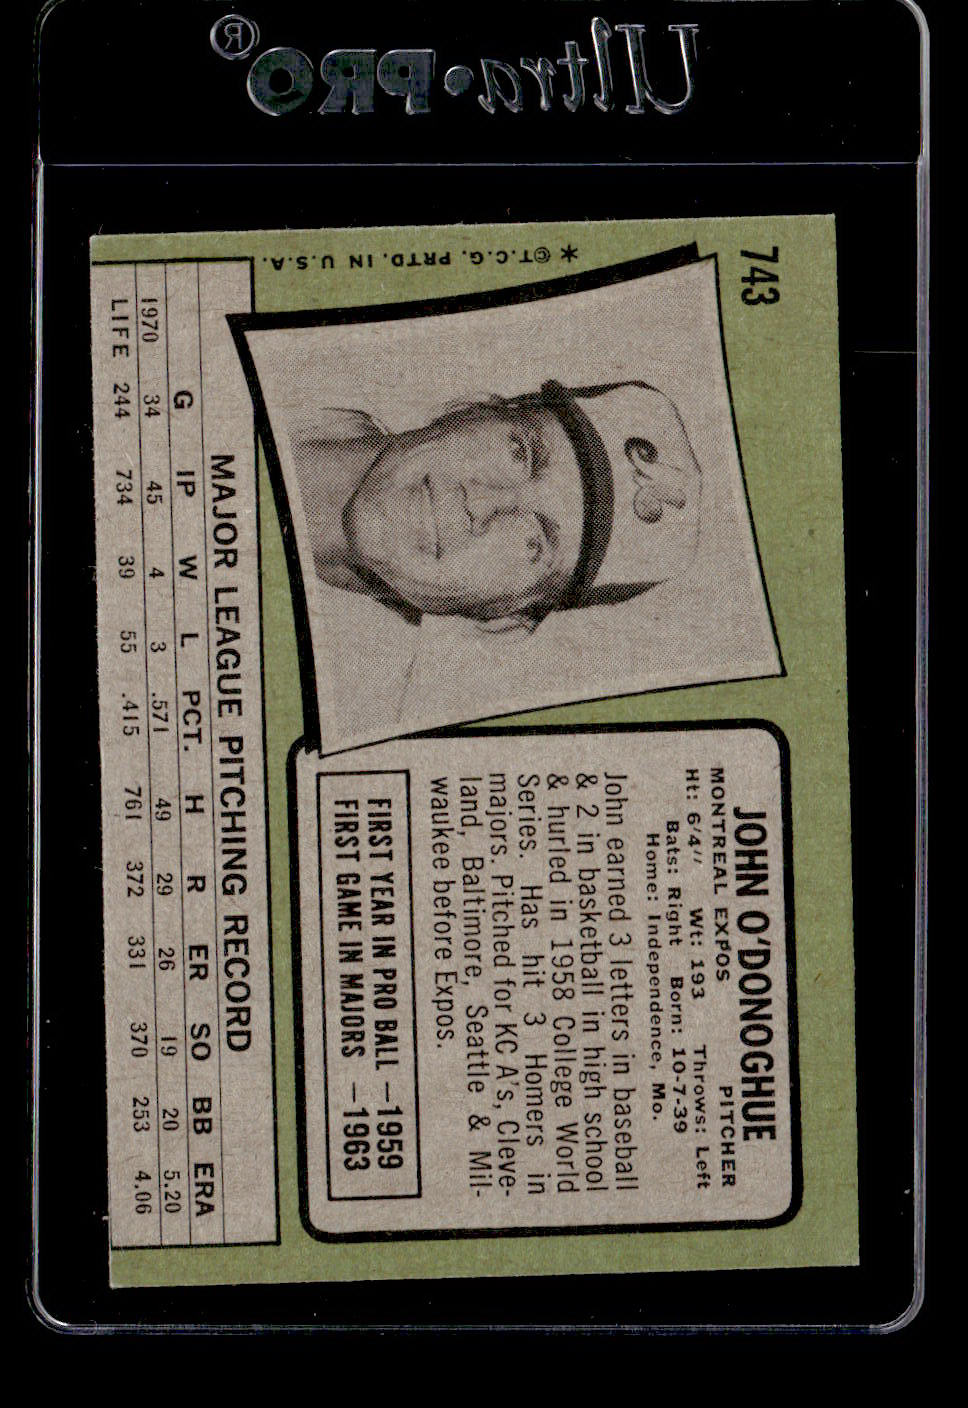 Ultra·PRO®
743
* ©T.C.G. PRTD. IN U.S.A.
JOHN O'DONOGHUE
MONTREAL EXPOS PITCHER
Ht: 6'4" Wt: 193 Throws: Left
Bats: Right Born: 10-7-39
Home: Independence, Mo.
John earned 3 letters in baseball
& 2 in basketball in high school
& hurled in 1958 College World
Series. Has hit 3 Homers in
majors. Pitched for KC A's, Cleve-
land, Baltimore, Seattle & Mil-
waukee before Expos.
FIRST YEAR IN PRO BALL —1959
FIRST GAME IN MAJORS —1963
MAJOR LEAGUE PITCHING RECORD
G IP W L PCT. H R ER SO BB ERA
1970 34 45 4 3 .571 49 29 26 19 20 5.20
LIFE 244 734 39 55 .415 761 372 331 370 253 4.06